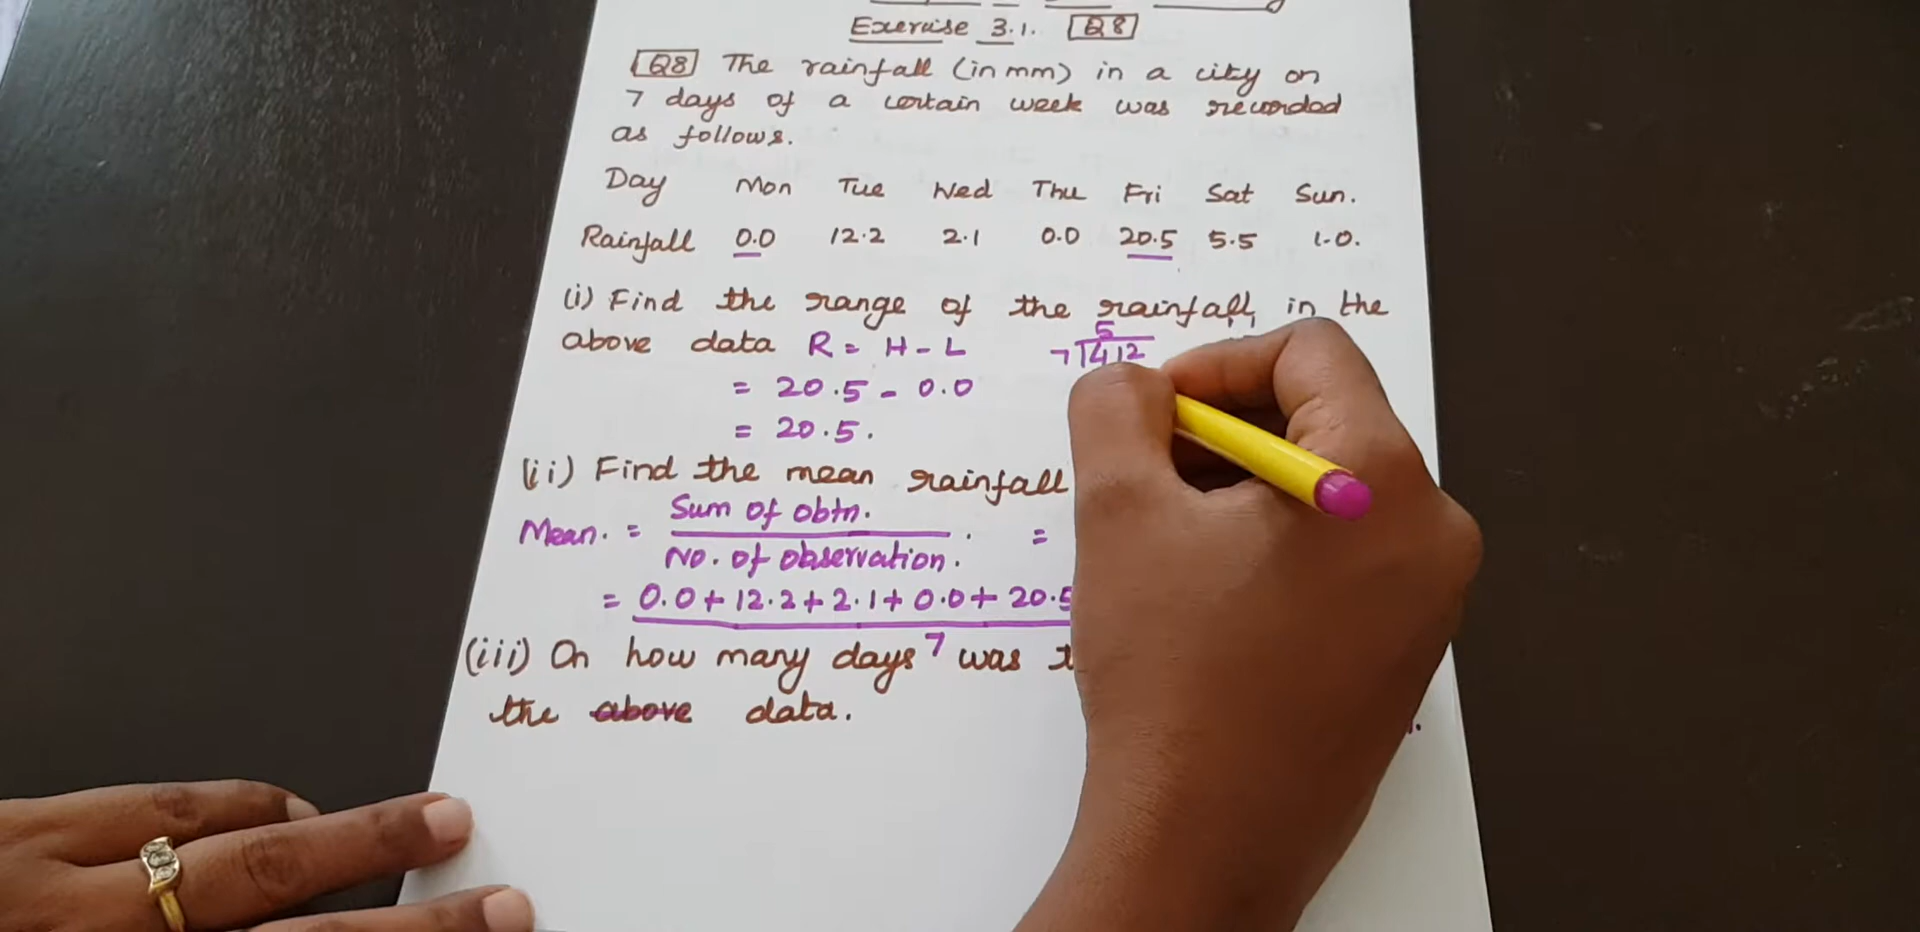 Exercise 3.1. Q8
Q8 The rainfall (in mm) in a city on
7 days of a certain week was recorded
as follows.
Day Mon Tue Wed Thu Fri Sat Sun.
Rainfall 0.0 12.2 2.1 0.0 20.5 5.5 1.0.
(i) Find the range of the rainfall in the
above data R = H - L
= 20.5 - 0.0
= 20.5.
5
7 412
(ii) Find the mean rainfall
Mean. = Sum of obtn.
No. of observation. =
= 0.0 + 12.2 + 2.1 + 0.0 + 20.5
7
(iii) On how many days was
the above data.